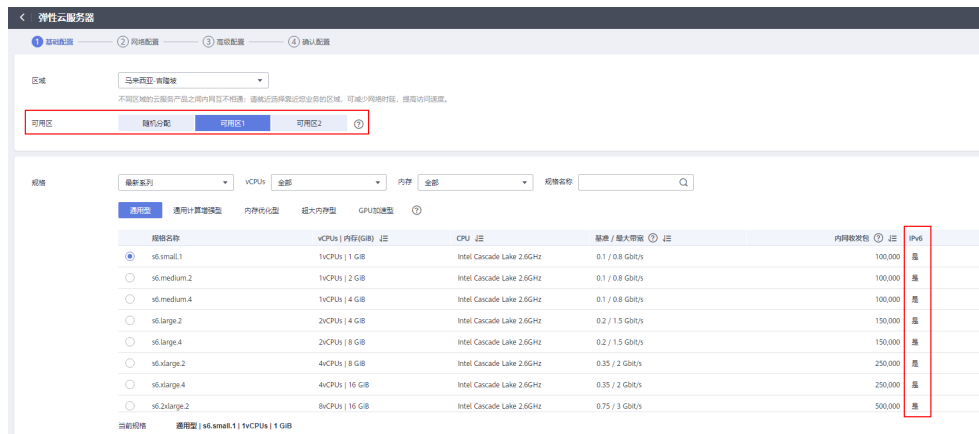 < 弹性云服务器
1 基础配置 2 网络配置 3 高级配置 4 确认配置
区域 马来西亚-吉隆坡
不同区域的云服务产品之间内网互不相通；请就近选择靠近您业务的区域，可减少网络时延，提高访问速度。
可用区 随机分配 可用区1 可用区2 ?
规格 最新系列 vCPUs 全部 内存 全部 规格名称
通用型 通用计算增强型 内存优化型 超大内存型 GPU加速型 ?
规格名称 vCPUs | 内存(GiB) CPU 基准 / 最大带宽 ? 内网收发包 ? IPv6
s6.small.1 1vCPUs | 1 GiB Intel Cascade Lake 2.6GHz 0.1 / 0.8 Gbit/s 100,000 是
s6.medium.2 1vCPUs | 2 GiB Intel Cascade Lake 2.6GHz 0.1 / 0.8 Gbit/s 100,000 是
s6.medium.4 1vCPUs | 4 GiB Intel Cascade Lake 2.6GHz 0.1 / 0.8 Gbit/s 100,000 是
s6.large.2 2vCPUs | 4 GiB Intel Cascade Lake 2.6GHz 0.2 / 1.5 Gbit/s 150,000 是
s6.large.4 2vCPUs | 8 GiB Intel Cascade Lake 2.6GHz 0.2 / 1.5 Gbit/s 150,000 是
s6.xlarge.2 4vCPUs | 8 GiB Intel Cascade Lake 2.6GHz 0.35 / 2 Gbit/s 250,000 是
s6.xlarge.4 4vCPUs | 16 GiB Intel Cascade Lake 2.6GHz 0.35 / 2 Gbit/s 250,000 是
s6.2xlarge.2 8vCPUs | 16 GiB Intel Cascade Lake 2.6GHz 0.75 / 3 Gbit/s 500,000 是
当前规格 通用型 | s6.small.1 | 1vCPUs | 1 GiB